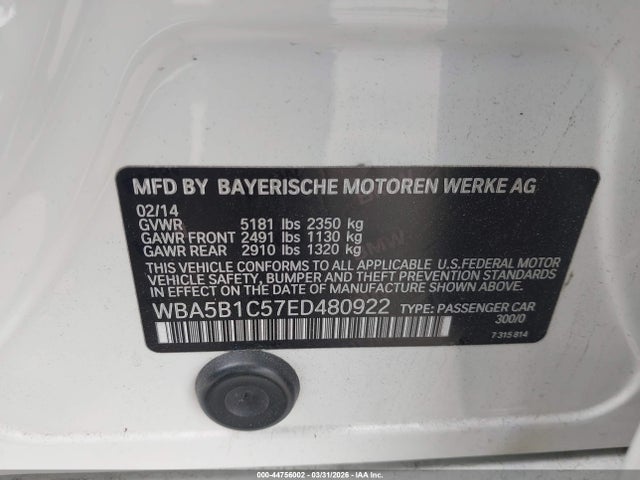 MFD BY BAYERISCHE MOTOREN WERKE AG
02/14
GVWR 5181 lbs 2350 kg
GAWR FRONT 2491 lbs 1130 kg
GAWR REAR 2910 lbs 1320 kg
THIS VEHICLE CONFORMS TO ALL APPLICABLE U.S.FEDERAL MOTOR
VEHICLE SAFETY, BUMPER AND THEFT PREVENTION STANDARDS
IN EFFECT ON THE DATE OF MANUFACTURE SHOWN ABOVE.
WBA5B1C57ED480922 TYPE: PASSENGER CAR
300/0
7 315 814
000-44756002 - 03/31/2026 - COPYRIGHT IAA, LLC.